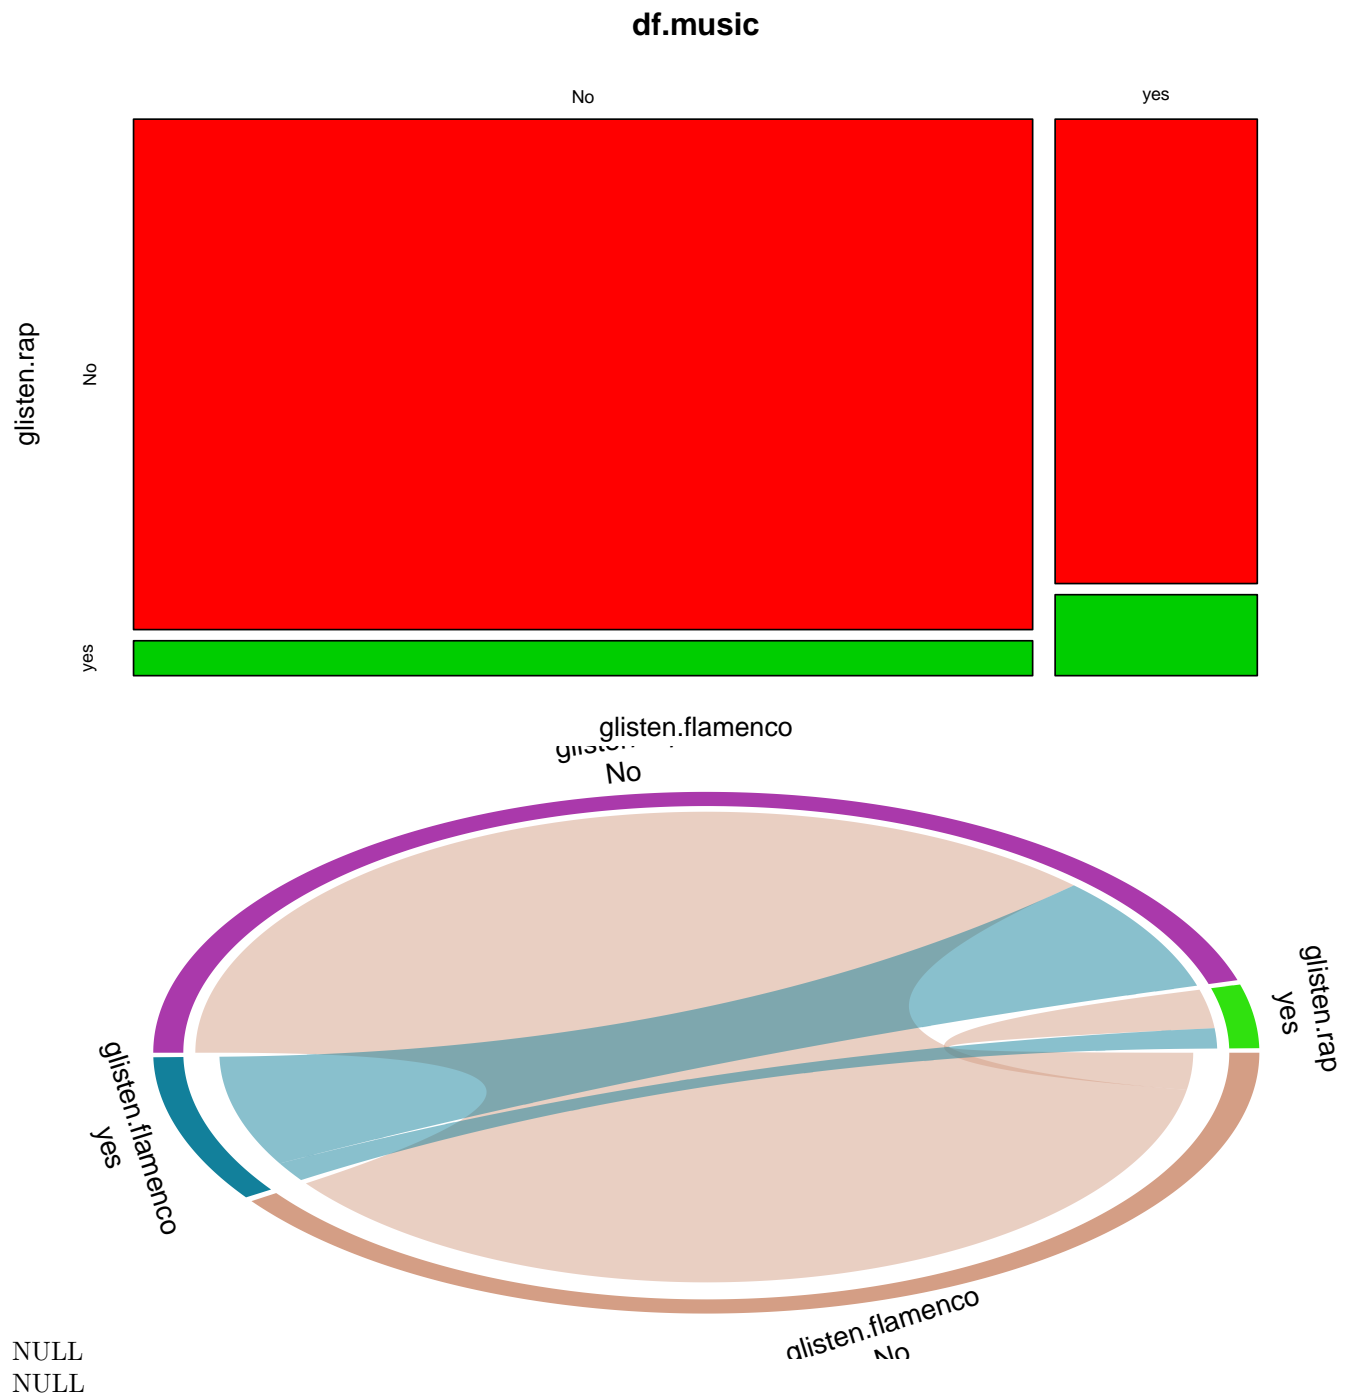 df.music
No
yes
glisten.rap
No
yes
glisten.flamenco
No
glisten.rap
yes
glisten.flamenco
yes
glisten.flamenco
No
NULL
NULL